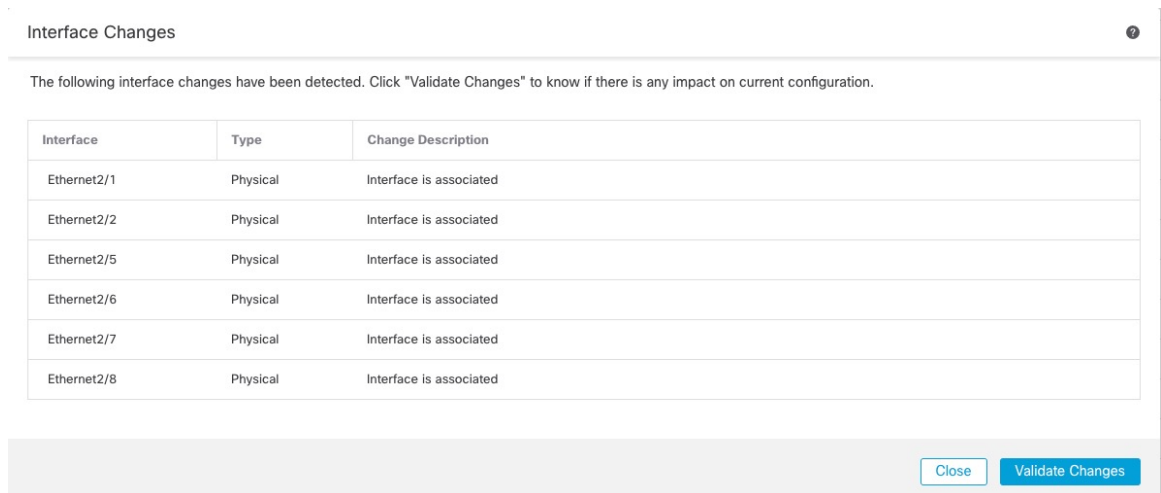 Interface Changes
?
The following interface changes have been detected. Click "Validate Changes" to know if there is any impact on current configuration.
Interface Type Change Description
Ethernet2/1 Physical Interface is associated
Ethernet2/2 Physical Interface is associated
Ethernet2/5 Physical Interface is associated
Ethernet2/6 Physical Interface is associated
Ethernet2/7 Physical Interface is associated
Ethernet2/8 Physical Interface is associated
Close Validate Changes